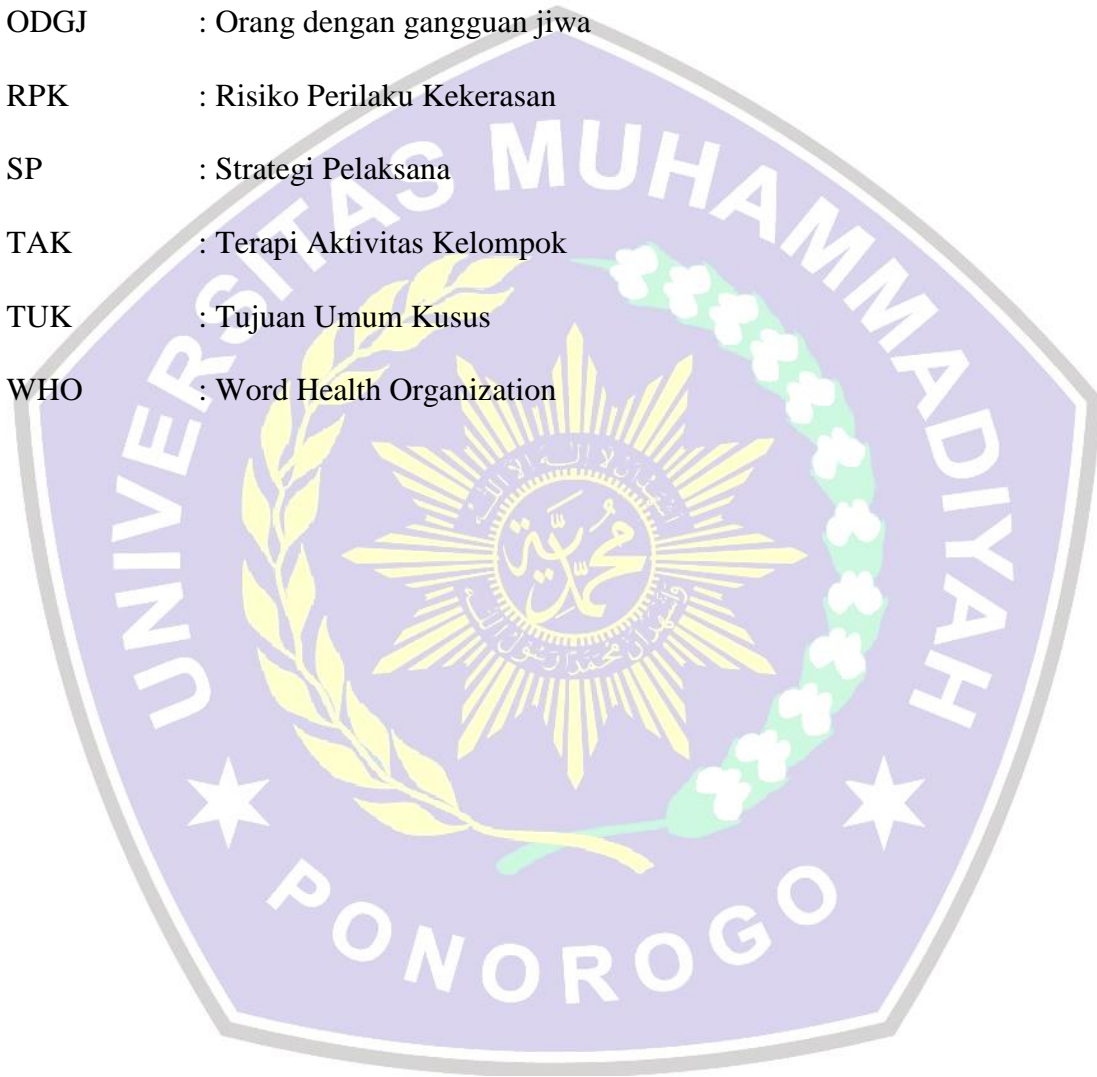 ODGJ : Orang dengan gangguan jiwa
RPK : Risiko Perilaku Kekerasan
SP : Strategi Pelaksana
TAK : Terapi Aktivitas Kelompok
TUK : Tujuan Umum Kusus
WHO : Word Health Organization
UNIVERSITAS MUHAMMADIYAH
PONOROGO